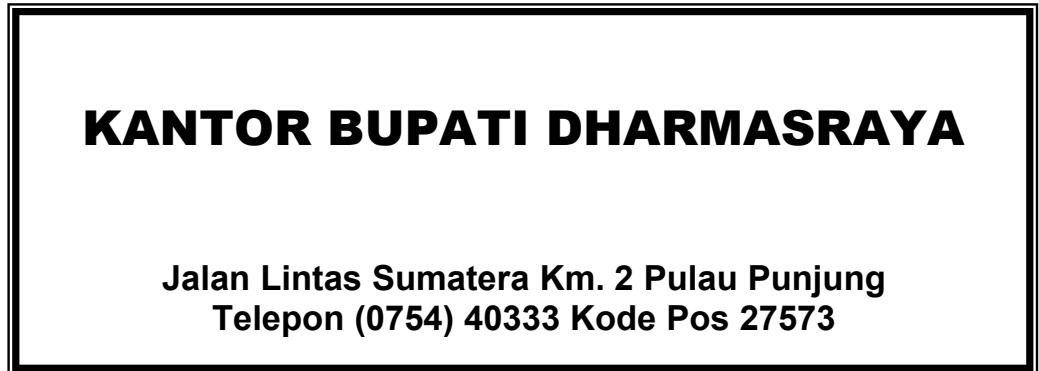 KANTOR BUPATI DHARMASRAYA
Jalan Lintas Sumatera Km. 2 Pulau Punjung
Telepon (0754) 40333 Kode Pos 27573